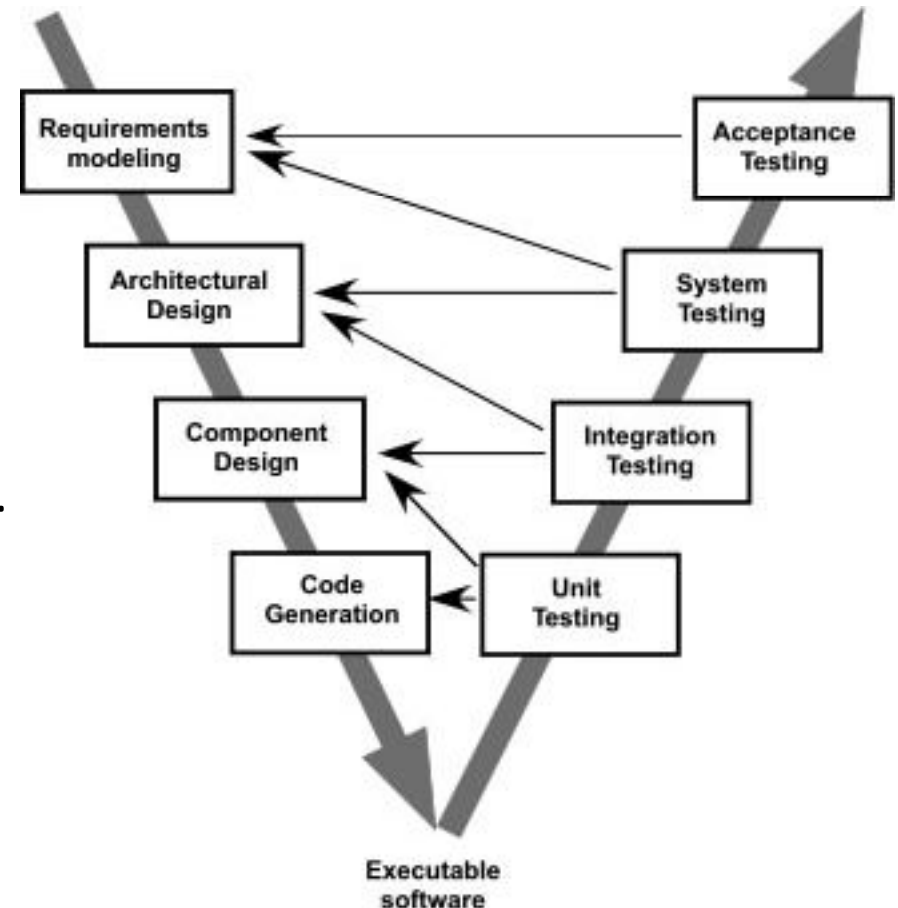 Requirements
modeling
Acceptance
Testing
Architectural
Design
System
Testing
Component
Design
Integration
Testing
Code
Generation
Unit
Testing
Executable
software